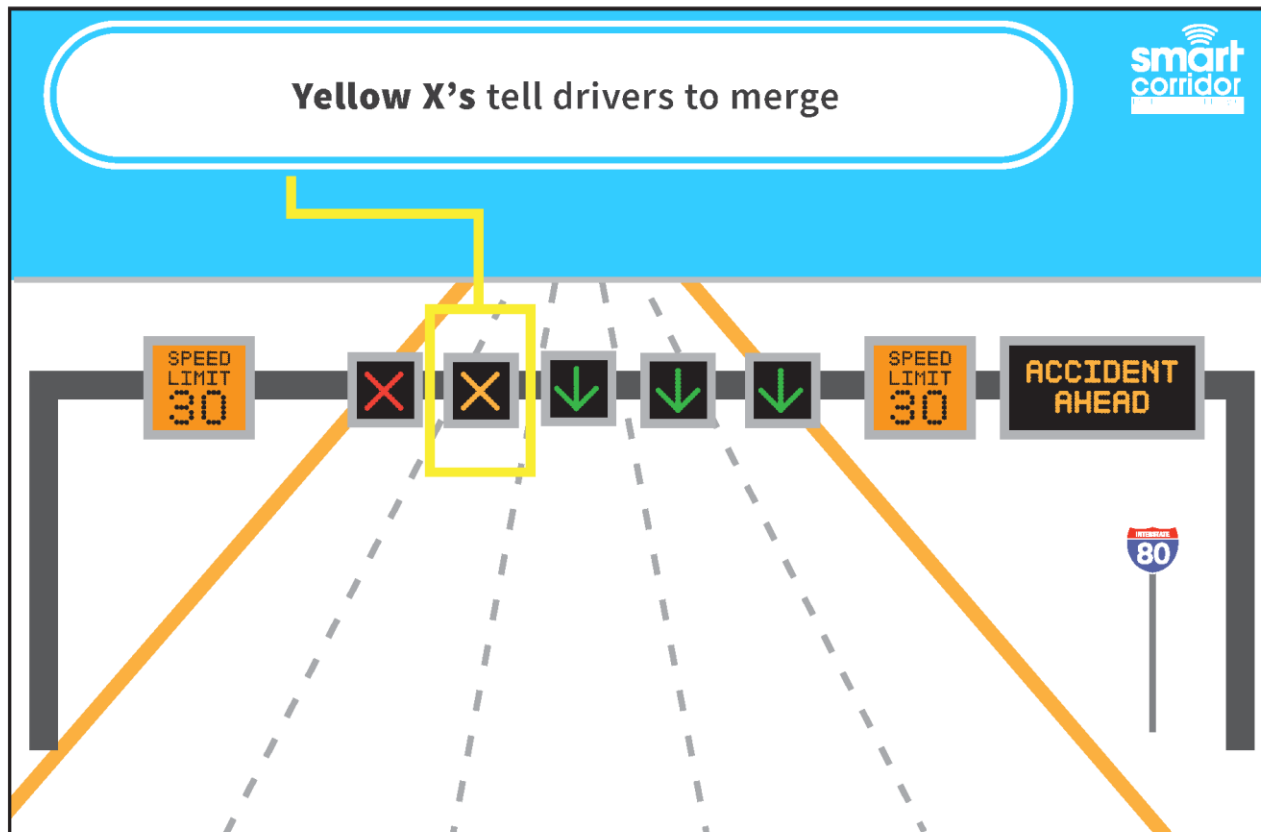 Yellow X's tell drivers to merge
smart
corridor
SPEED
LIMIT
30
SPEED
LIMIT
30
ACCIDENT
AHEAD
INTERSTATE
80